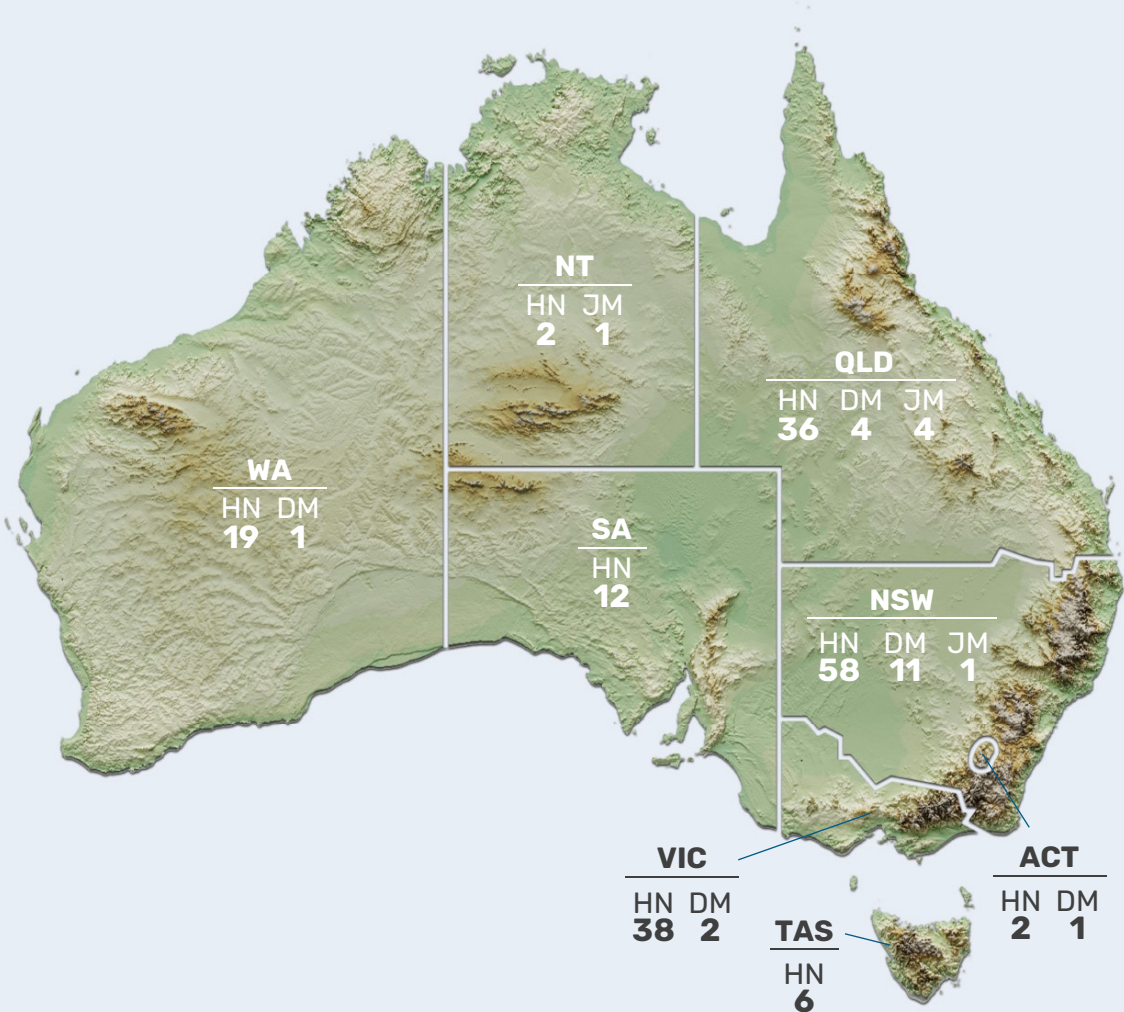 NT
HN JM
2 1
QLD
HN DM JM
36 4 4
WA
HN DM
19 1
SA
HN
12
NSW
HN DM JM
58 11 1
VIC
HN DM
38 2
ACT
HN DM
2 1
TAS
HN
6